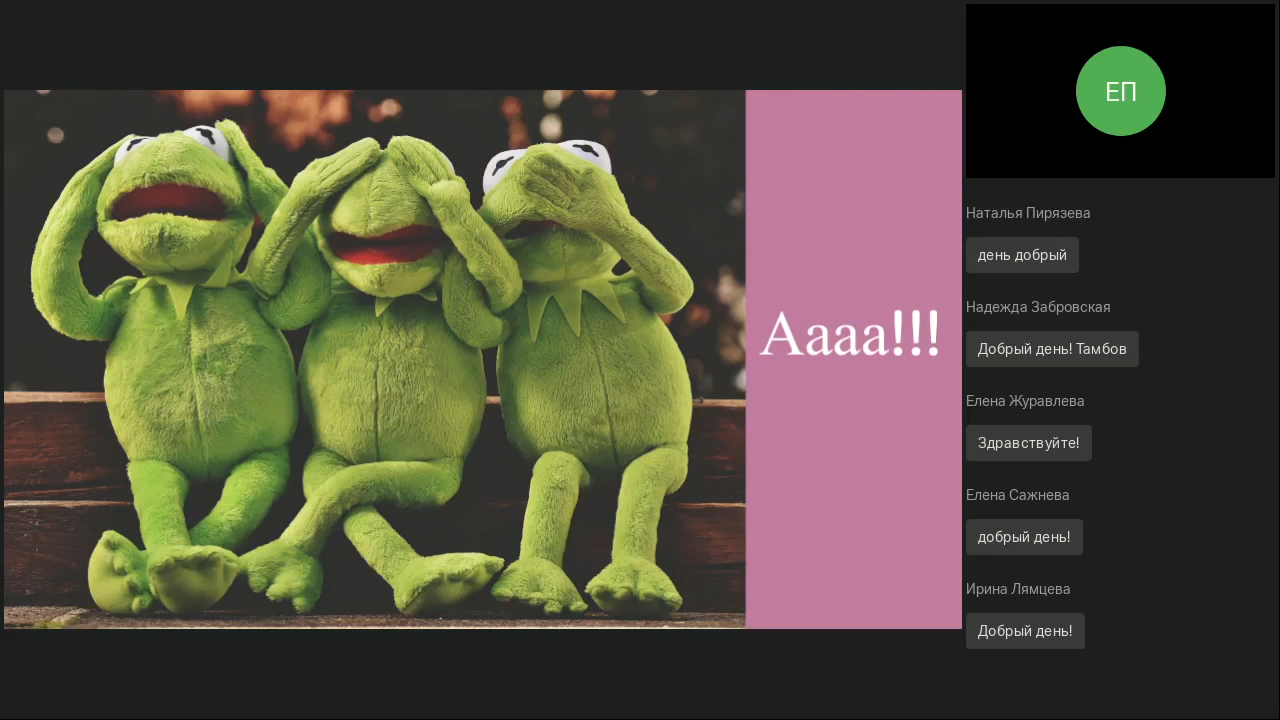 Аааа!!!
ЕП
Наталья Пирязева
день добрый
Надежда Забровская
Добрый день! Тамбов
Елена Журавлева
Здравствуйте!
Елена Сажнева
добрый день!
Ирина Лямцева
Добрый день!